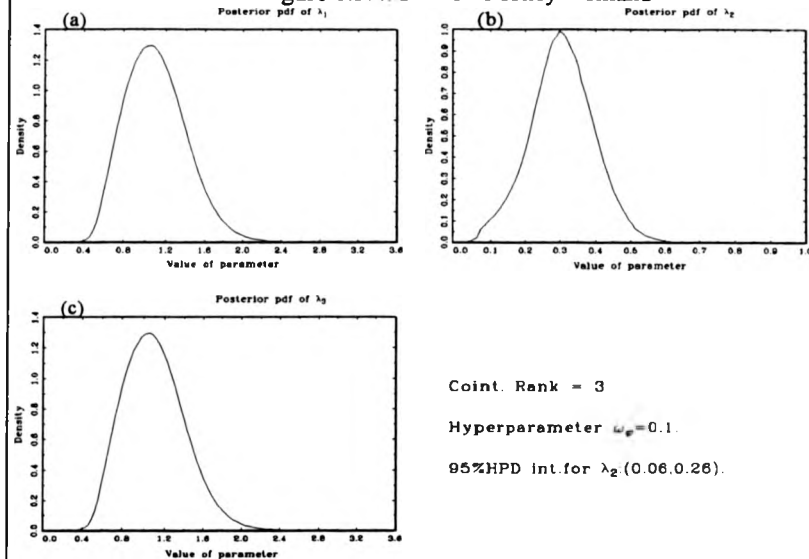 Posterior pdf of λ₁
(a)
1.4
1.2
1.0
0.8
0.6
0.4
0.2
0.0
Density
0.0 0.4 0.8 1.2 1.6 2.0 2.4 2.8 3.2 3.6
Value of parameter
(b) Posterior pdf of λ₂
1.0
0.9
0.8
0.7
0.6
0.5
0.4
0.3
0.2
0.1
0.0
Density
0.0 0.1 0.2 0.3 0.4 0.5 0.6 0.7 0.8 0.9 1.0
Value of parameter
Posterior pdf of λ₃
(c)
1.4
1.2
1.0
0.8
0.6
0.4
0.2
0.0
Density
0.0 0.4 0.8 1.2 1.6 2.0 2.4 2.8 3.2 3.6
Value of parameter
Coint. Rank = 3
Hyperparameter =0.1.
95%HPD int.for λ₂:(0.06,0.26).